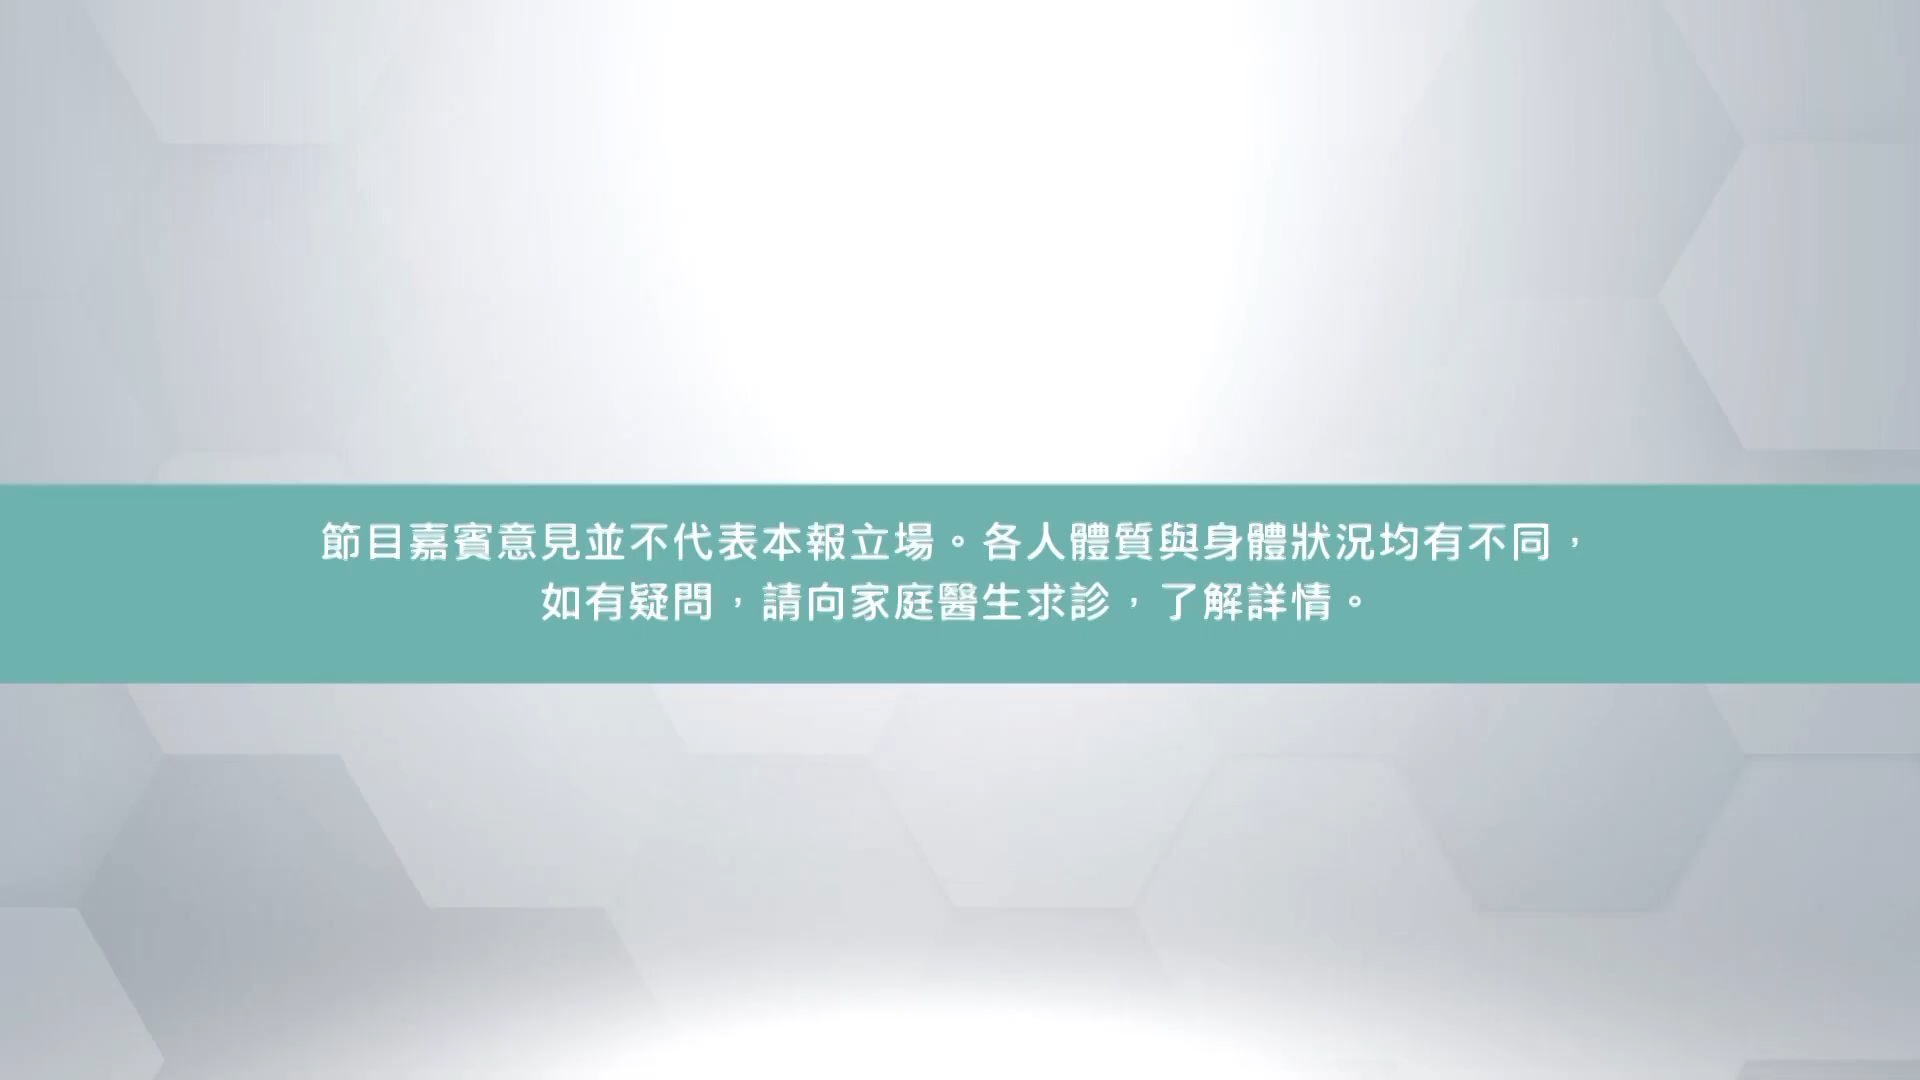 節目嘉賓意見並不代表本報立場。各人體質與身體狀況均有不同，
如有疑問，請向家庭醫生求診，了解詳情。